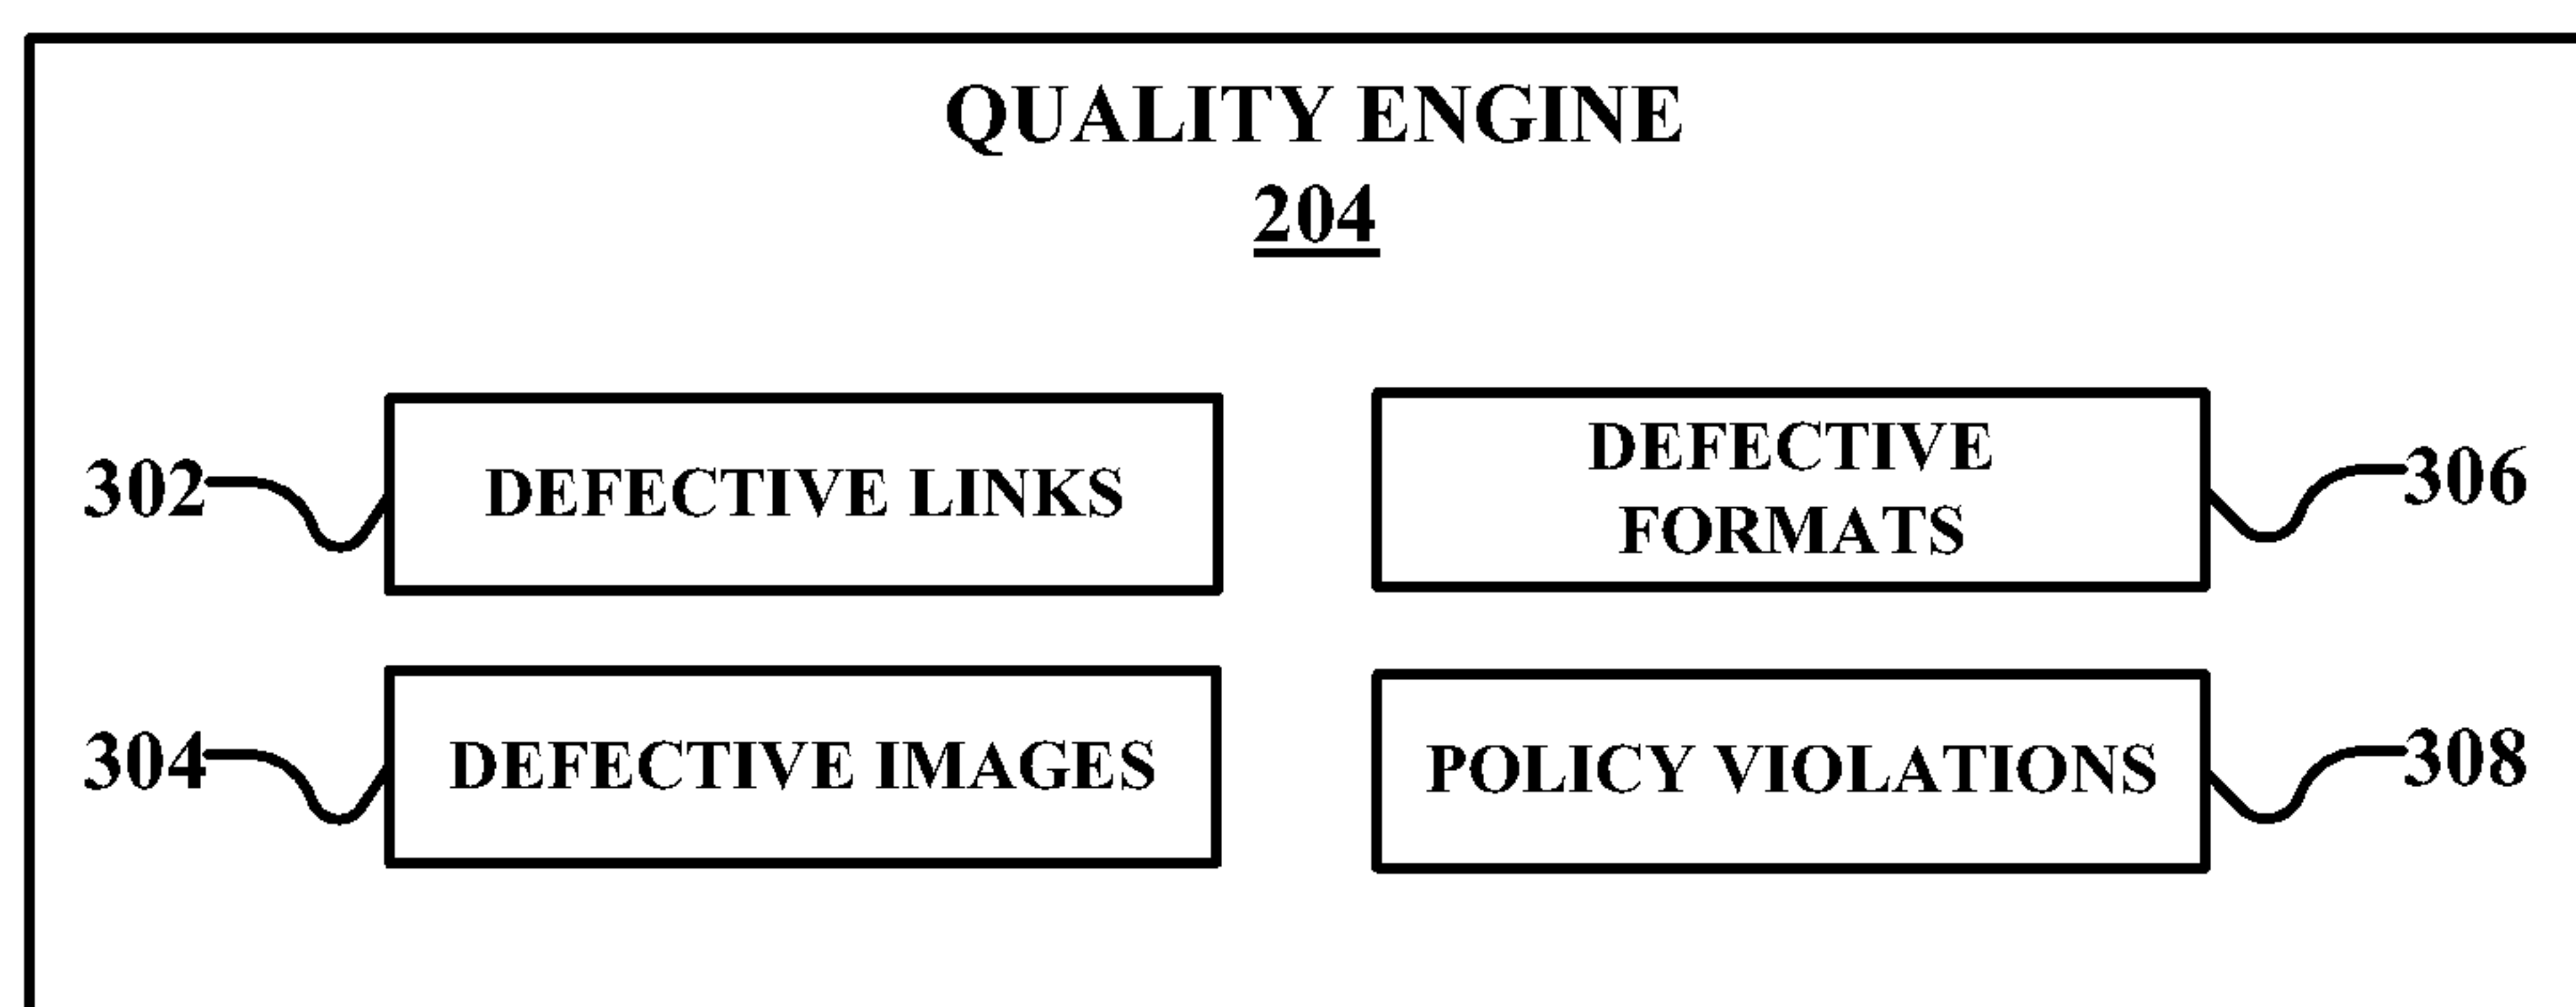 QUALITY ENGINE
204
302
DEFECTIVE LINKS
DEFECTIVE
FORMATS
306
304
DEFECTIVE IMAGES
POLICY VIOLATIONS
308